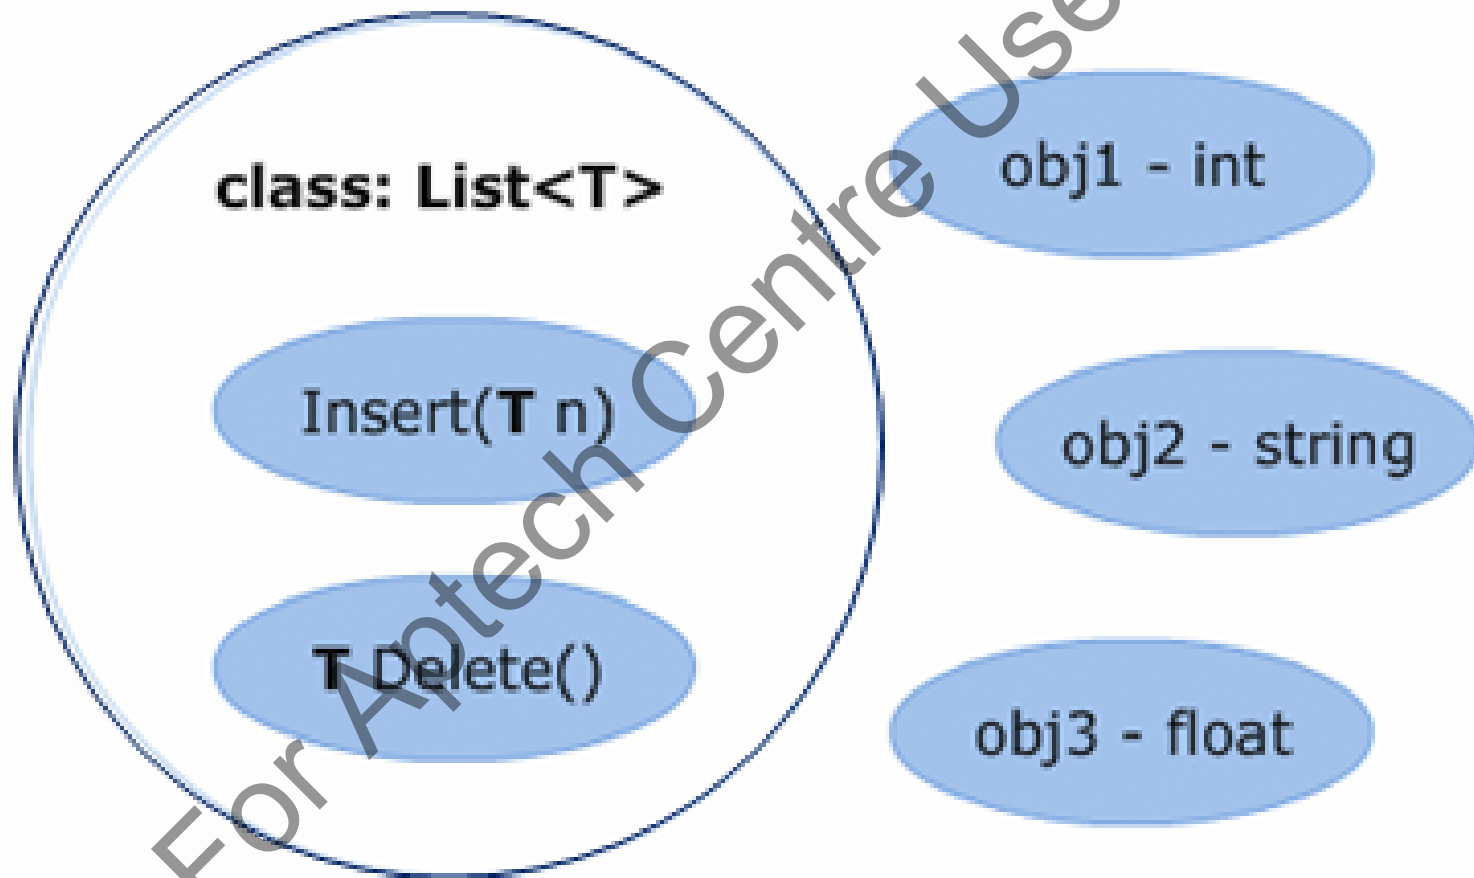 class: List<T>
Insert(T n)
T Delete()
obj1 - int
obj2 - string
obj3 - float
For Aptech Centre Use